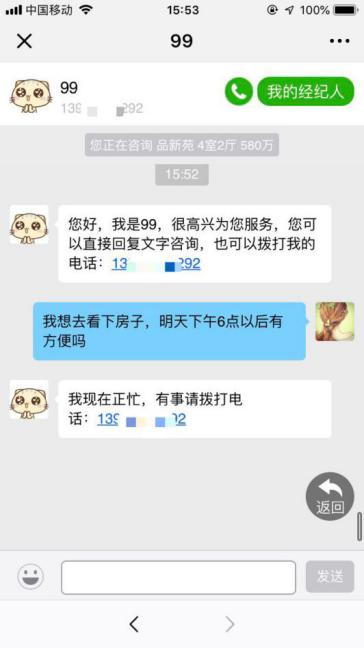 中国移动 15:53 100%
99
99
139 292
我的经纪人
您正在咨询 品新苑 4室2厅 580万
15:52
您好，我是99，很高兴为您服务，您可
以直接回复文字咨询，也可以拨打我的
电话：13 292
我想去看下房子，明天下午6点以后有
方便吗
我现在正忙，有事请拨打电
话：139 92
返回
发送